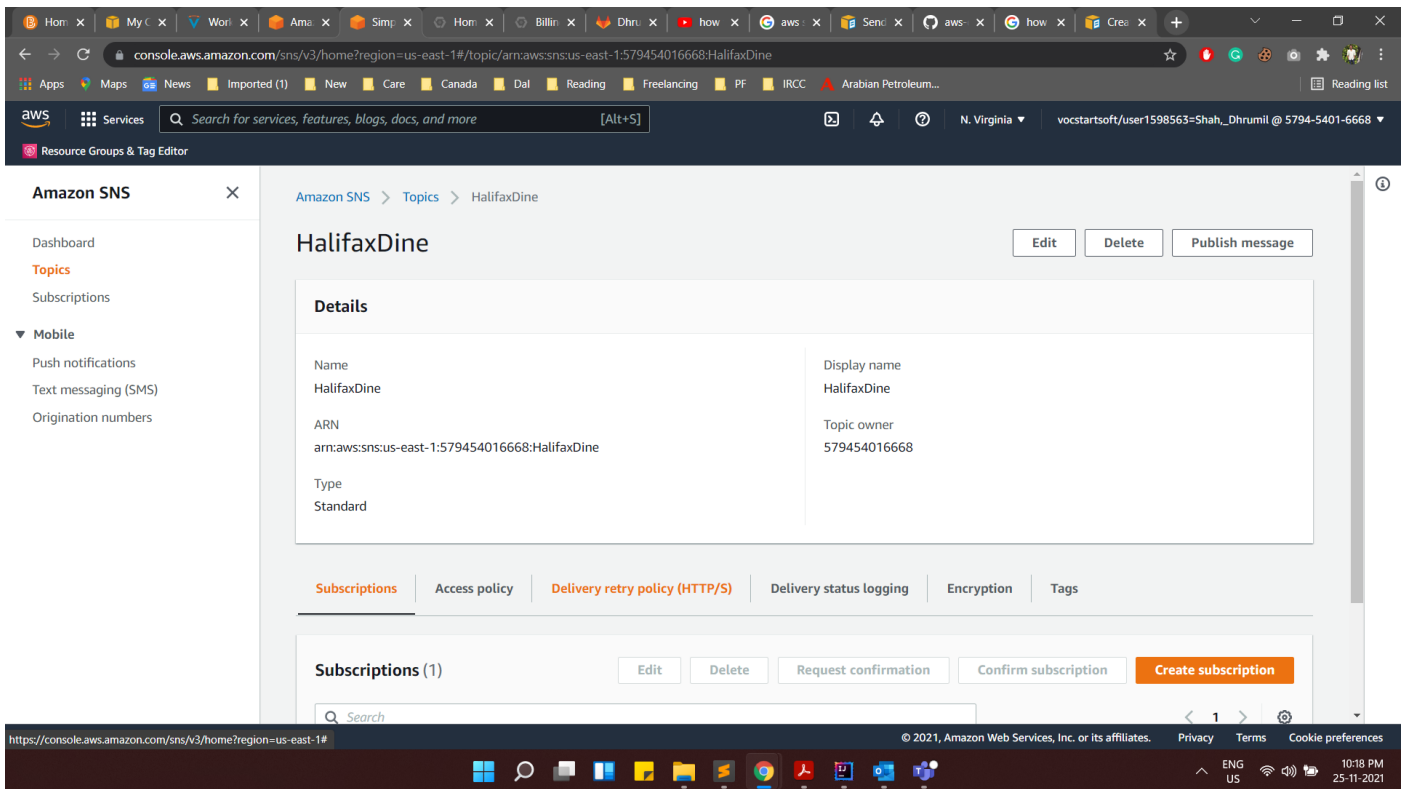 Hom My C Work Ama Simp Hom Billin Dhru how aws s Send aws- how Crea
console.aws.amazon.com/sns/v3/home?region=us-east-1#/topic/arn:aws:sns:us-east-1:579454016668:HalifaxDine
Apps Maps News Imported (1) New Care Canada Dal Reading Freelancing PF IRCC Arabian Petroleum... Reading list
aws Services Search for services, features, blogs, docs, and more [Alt+S] N. Virginia vocstartsoft/user1598563=Shah,_Dhrumil @ 5794-5401-6668
Resource Groups & Tag Editor
Amazon SNS
Dashboard
Topics
Subscriptions
Mobile
Push notifications
Text messaging (SMS)
Origination numbers
Amazon SNS > Topics > HalifaxDine
HalifaxDine
Edit Delete Publish message
Details
Name
HalifaxDine
ARN
arn:aws:sns:us-east-1:579454016668:HalifaxDine
Type
Standard
Display name
HalifaxDine
Topic owner
579454016668
Subscriptions Access policy Delivery retry policy (HTTP/S) Delivery status logging Encryption Tags
Subscriptions (1) Edit Delete Request confirmation Confirm subscription Create subscription
Search 1
https://console.aws.amazon.com/sns/v3/home?region=us-east-1# © 2021, Amazon Web Services, Inc. or its affiliates. Privacy Terms Cookie preferences
ENG 10:18 PM
US 25-11-2021